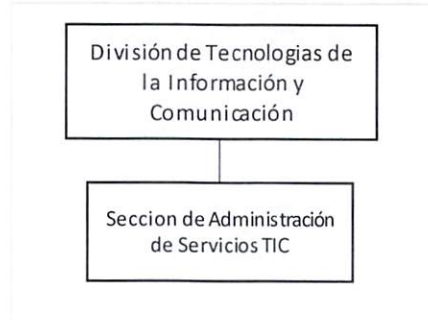 División de Tecnologias de
la Información y
Comunicación
Seccion de Administración
de Servicios TIC